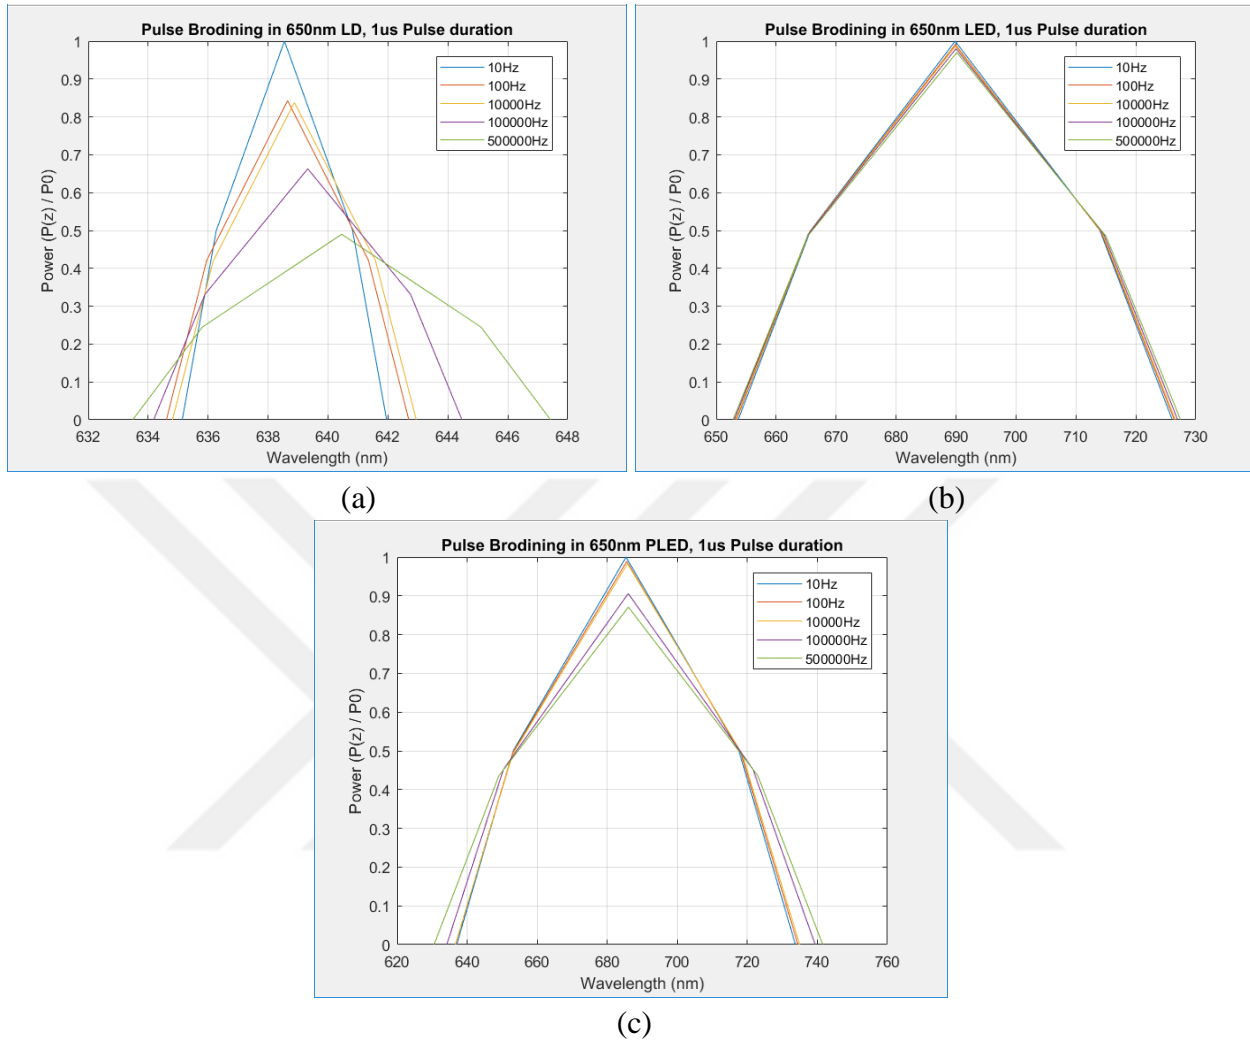 Pulse Brodining in 650nm LD, 1us Pulse duration
1
0.9
0.8
0.7
0.6
0.5
0.4
0.3
0.2
0.1
0
Power (P(z) / P0)
10Hz
100Hz
10000Hz
100000Hz
500000Hz
632 634 636 638 640 642 644 646 648
Wavelength (nm)
(a)
Pulse Brodining in 650nm LED, 1us Pulse duration
1
0.9
0.8
0.7
0.6
0.5
0.4
0.3
0.2
0.1
0
Power (P(z) / P0)
10Hz
100Hz
10000Hz
100000Hz
500000Hz
650 660 670 680 690 700 710 720 730
Wavelength (nm)
(b)
Pulse Brodining in 650nm PLED, 1us Pulse duration
1
0.9
0.8
0.7
0.6
0.5
0.4
0.3
0.2
0.1
0
Power (P(z) / P0)
10Hz
100Hz
10000Hz
100000Hz
500000Hz
620 640 660 680 700 720 740 760
Wavelength (nm)
(c)